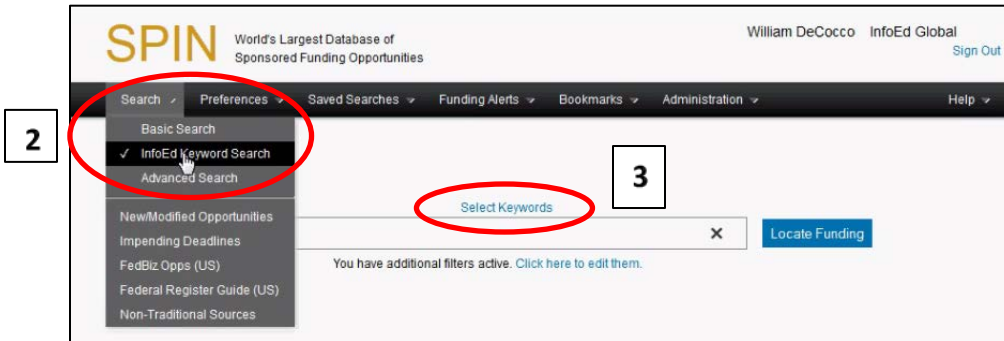 SPIN World's Largest Database of
Sponsored Funding Opportunities
William DeCocco InfoEd Global
Sign Out
Search Preferences Saved Searches Funding Alerts Bookmarks Administration Help
2
Basic Search
✓ InfoEd Keyword Search
Advanced Search
3
Select Keywords
New/Modified Opportunities
Impending Deadlines
FedBiz Opps (US)
Federal Register Guide (US)
Non-Traditional Sources
✕ Locate Funding
You have additional filters active. Click here to edit them.